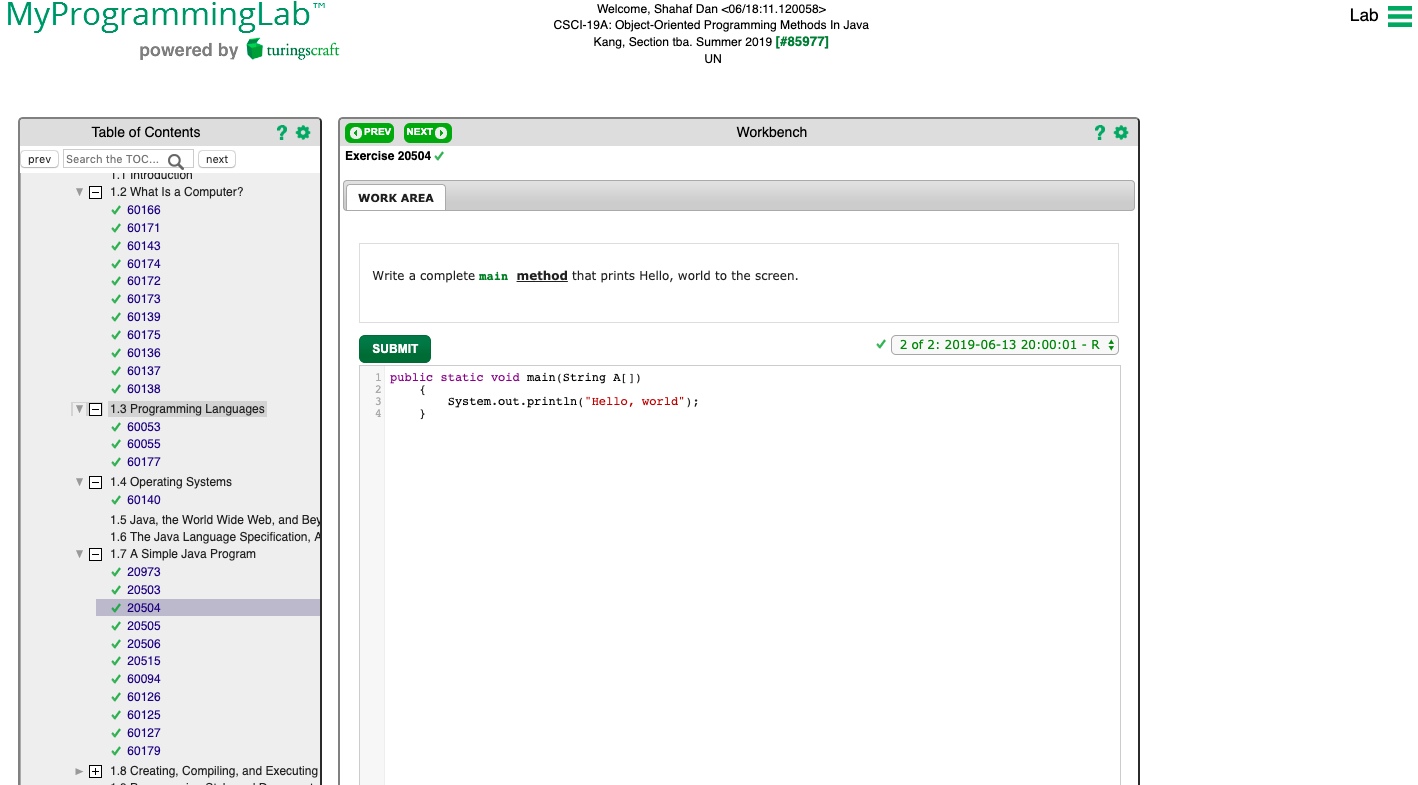 MyProgrammingLab™
powered by turingscraft
Welcome, Shahaf Dan <06/18:11.120058>
CSCI-19A: Object-Oriented Programming Methods In Java
Kang, Section tba. Summer 2019 [#85977]
UN
Lab
Table of Contents
?
prev
Search the TOC...
next
1.1 Introduction
1.2 What Is a Computer?
60166
60171
60143
60174
60172
60173
60139
60175
60136
60137
60138
1.3 Programming Languages
60053
60055
60177
1.4 Operating Systems
60140
1.5 Java, the World Wide Web, and Bey
1.6 The Java Language Specification, A
1.7 A Simple Java Program
20973
20503
20504
20505
20506
20515
60094
60126
60125
60127
60179
1.8 Creating, Compiling, and Executing
PREV
NEXT
Workbench
?
Exercise 20504
WORK AREA
Write a complete main method that prints Hello, world to the screen.
SUBMIT
2 of 2: 2019-06-13 20:00:01 - R
1 public static void main(String A[])
2 {
3 System.out.println("Hello, world");
4 }